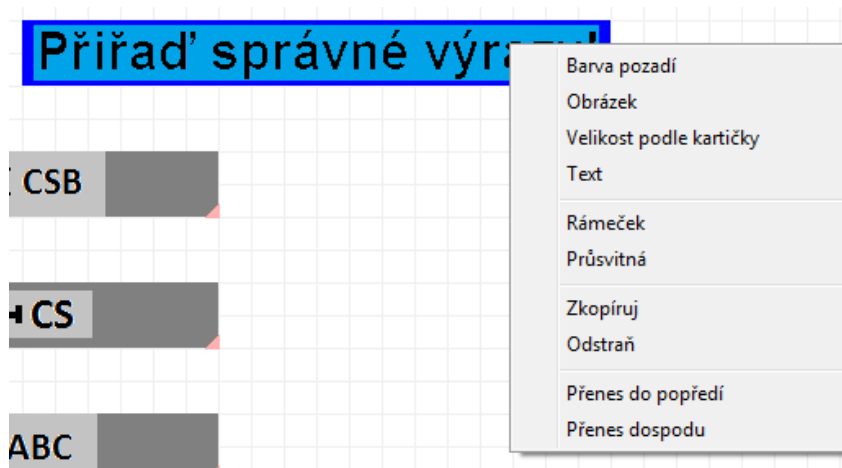 Přiřaď správné
Barva pozadí
Obrázek
Velikost podle kartičky
Text
Rámeček
Průsvitná
Zkopíruj
Odstraň
Přenes do popředí
Přenes dospodu
CSB
CS
ABC